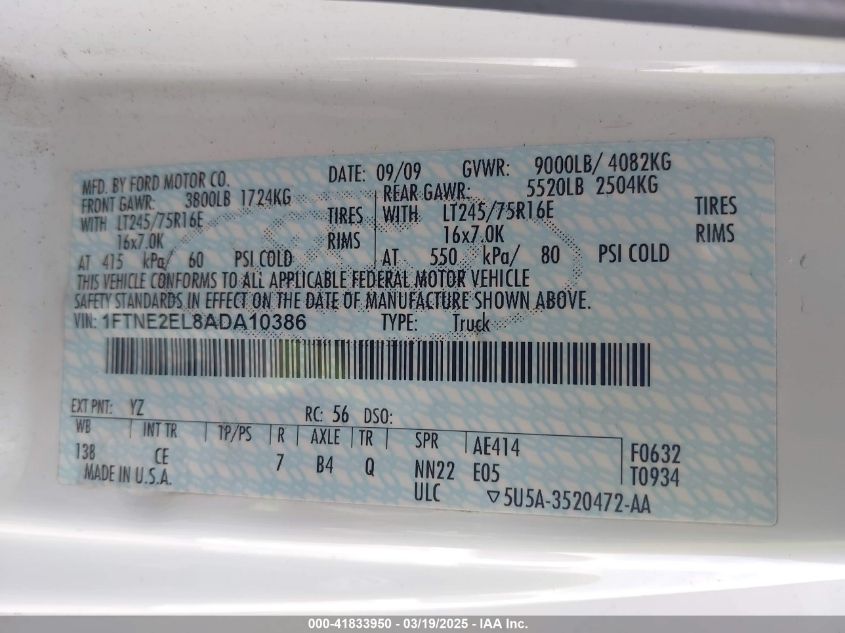 MFD. BY FORD MOTOR CO. DATE: 09/09 GVWR: 9000LB/ 4082KG
FRONT GAWR: 3800LB 1724KG REAR GAWR: 5520LB 2504KG
WITH LT245/75R16E TIRES WITH LT245/75R16E TIRES
16x7.0K RIMS 16x7.0K RIMS
AT 415 kPa/ 60 PSI COLD AT 550 kPa/ 80 PSI COLD
THIS VEHICLE CONFORMS TO ALL APPLICABLE FEDERAL MOTOR VEHICLE
SAFETY STANDARDS IN EFFECT ON THE DATE OF MANUFACTURE SHOWN ABOVE.
VIN: 1FTNE2EL8ADA10386 TYPE: Truck
EXT PNT: YZ RC: 56 DSO:
WB INT TR TP/PS R AXLE TR SPR AE414 F0632
138 CE 7 B4 Q NN22 E05 T0934
MADE IN U.S.A. ULC ▽5U5A-3520472-AA
000-41833950 - 03/19/2025 - IAA Inc.